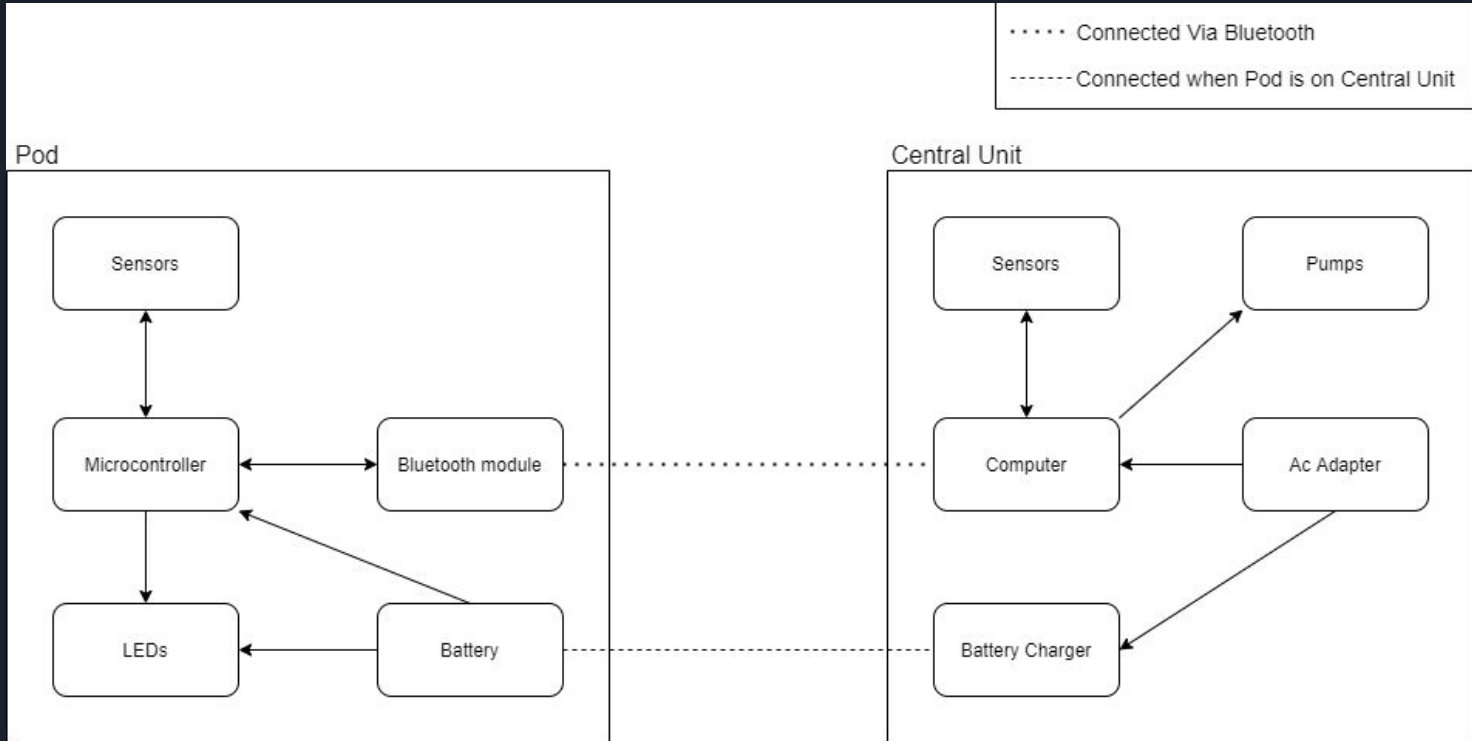 Connected Via Bluetooth
Connected when Pod is on Central Unit
Pod
Central Unit
Sensors
Sensors
Pumps
Microcontroller
Bluetooth module
Computer
Ac Adapter
LEDs
Battery
Battery Charger